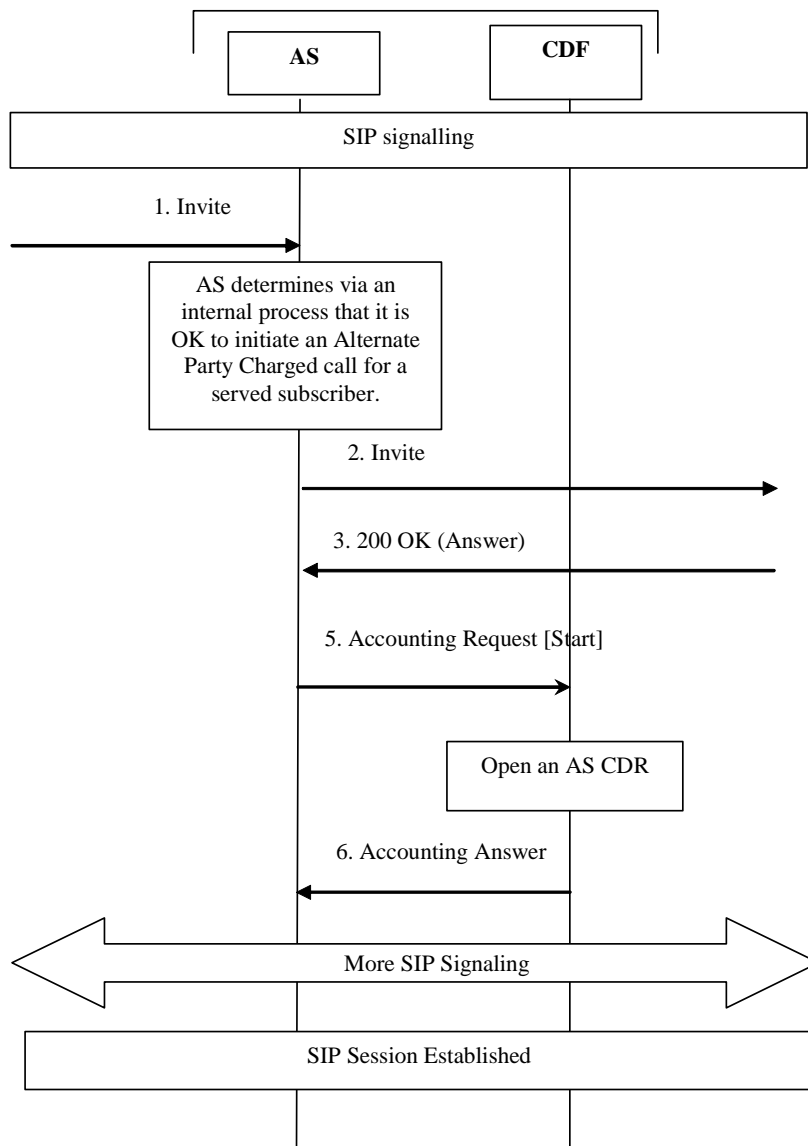 AS
CDF
SIP signalling
1. Invite
AS determines via an
internal process that it is
OK to initiate an Alternate
Party Charged call for a
served subscriber.
2. Invite
3. 200 OK (Answer)
5. Accounting Request [Start]
Open an AS CDR
6. Accounting Answer
More SIP Signaling
SIP Session Established